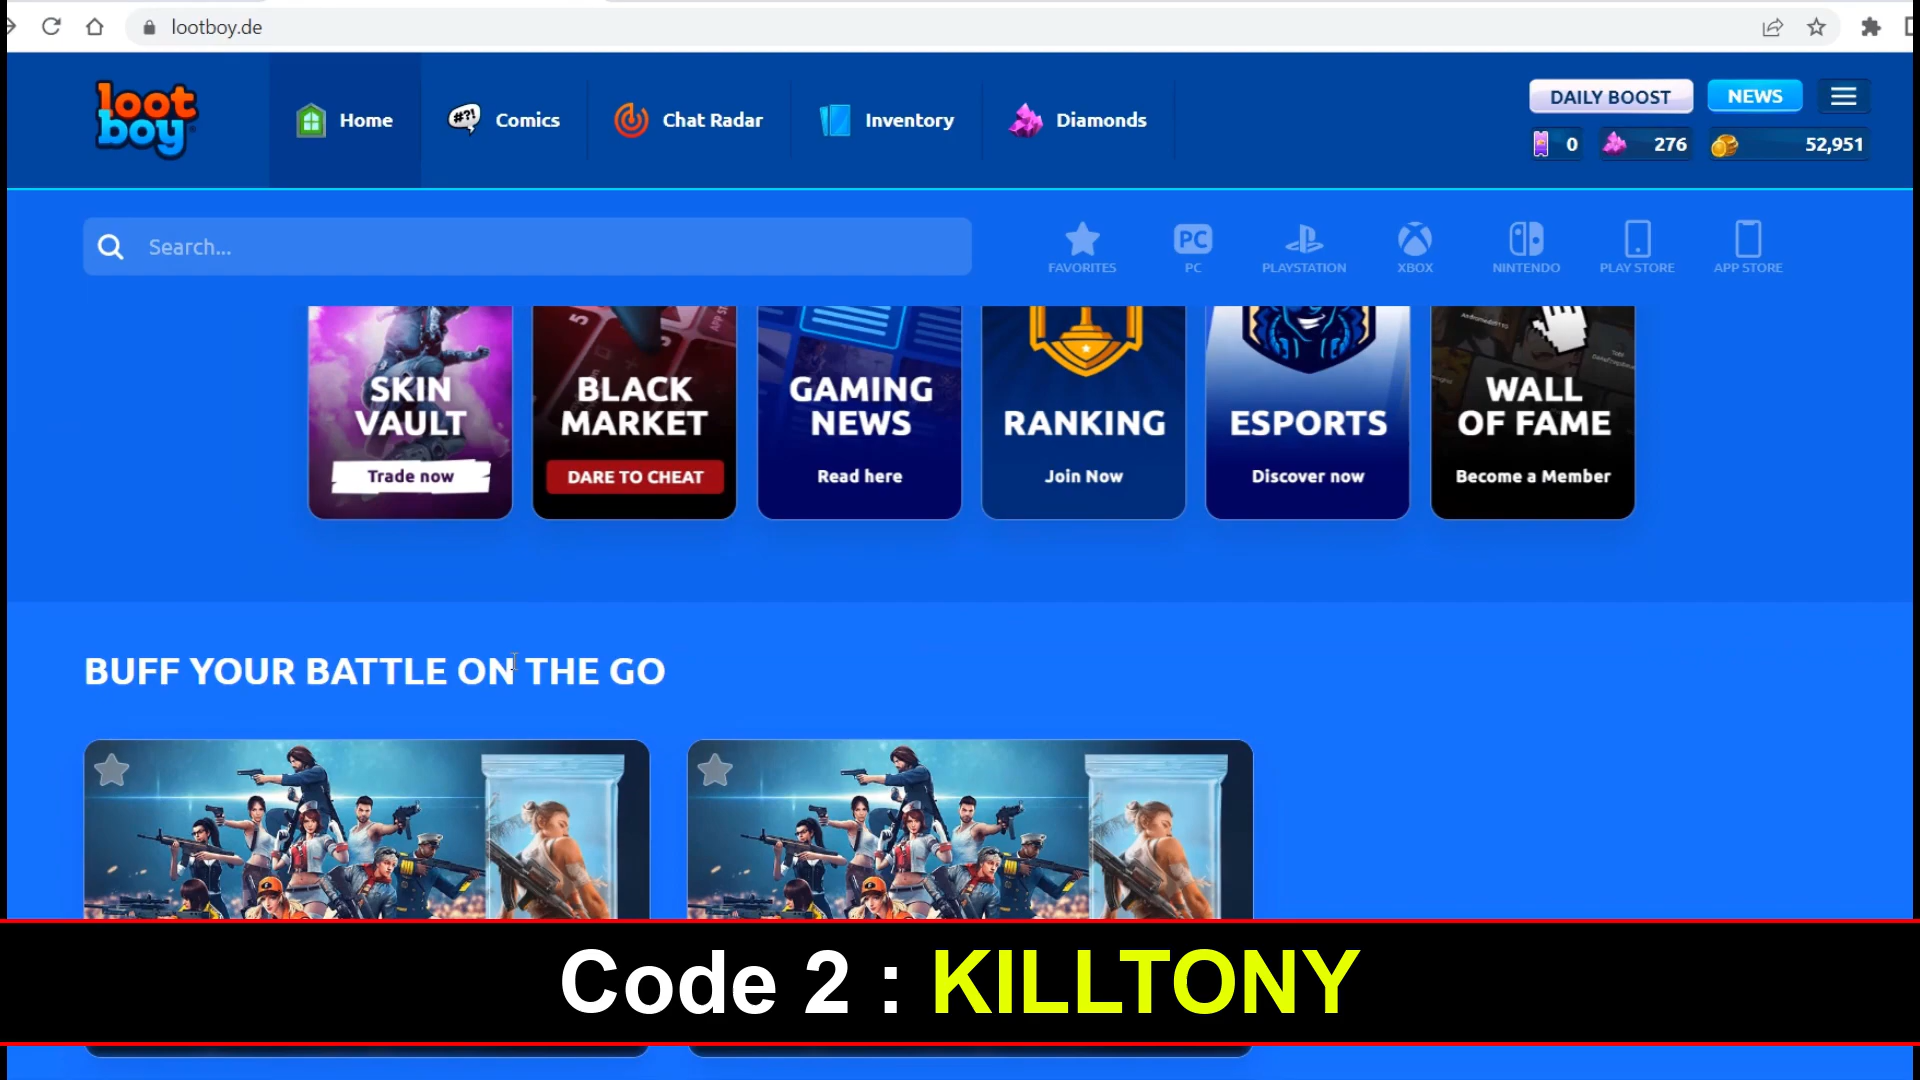 lootboy.de
loot
boy
Home
#?!
Comics
Chat Radar
Inventory
Diamonds
DAILY BOOST
NEWS
0
276
52,951
Search...
FAVORITES
PC
PC
PLAYSTATION
XBOX
NINTENDO
PLAY STORE
APP STORE
SKIN
VAULT
Trade now
5
APP ST
BLACK
MARKET
DARE TO CHEAT
GAMING
NEWS
Read here
RANKING
Join Now
ESPORTS
Discover now
WALL
OF FAME
Become a Member
BUFF YOUR BATTLE ON THE GO
Code 2 : KILLTONY